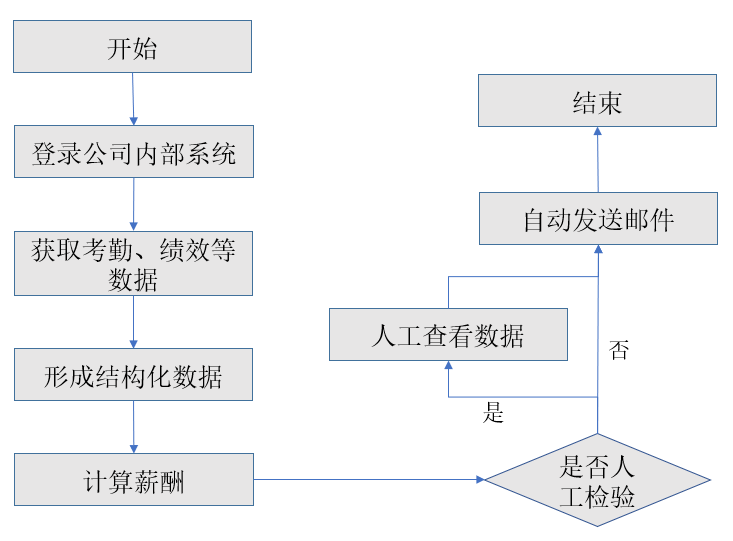 开始
登录公司内部系统
获取考勤、绩效等
数据
形成结构化数据
计算薪酬
是否人
工检验
是
否
人工查看数据
自动发送邮件
结束